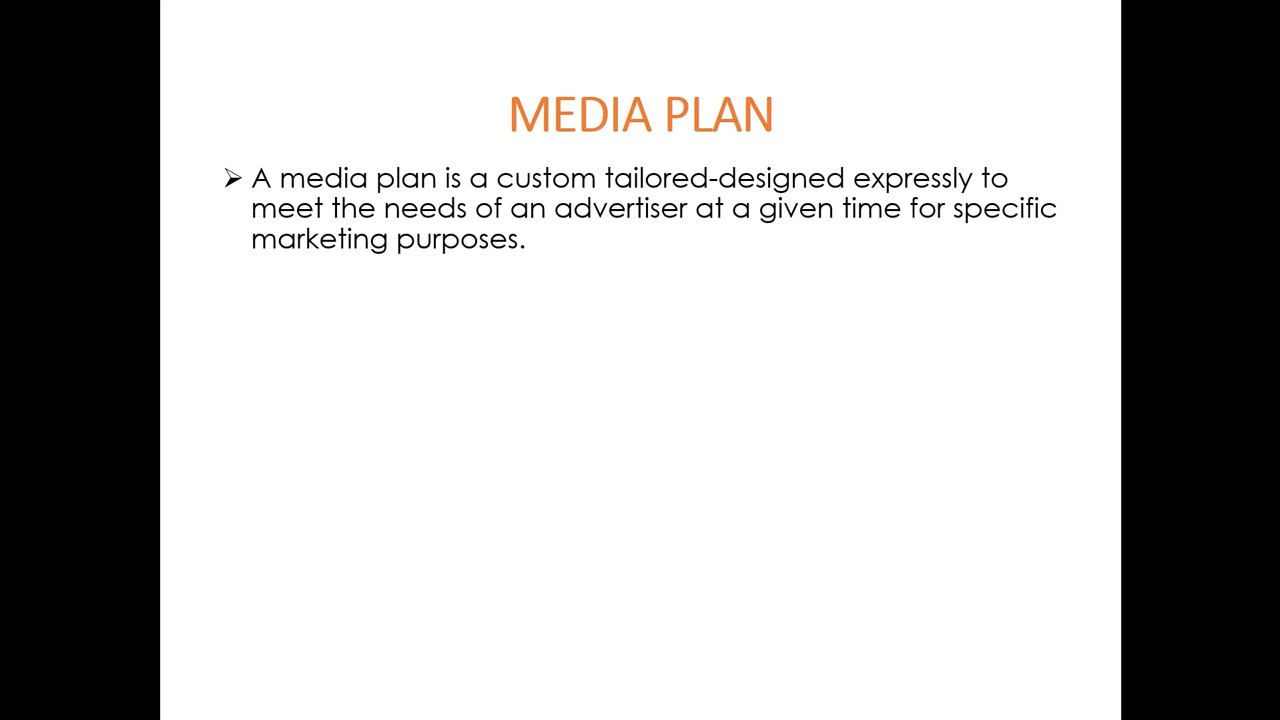 MEDIA PLAN
➢ A media plan is a custom tailored-designed expressly to
meet the needs of an advertiser at a given time for specific
marketing purposes.